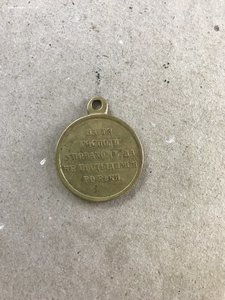 НА ТЯ
ГОСПОДИ
УПОВАХОМЪ, ДА
НЕ ПОСТЫДИМСЯ
ВО ВѢКИ